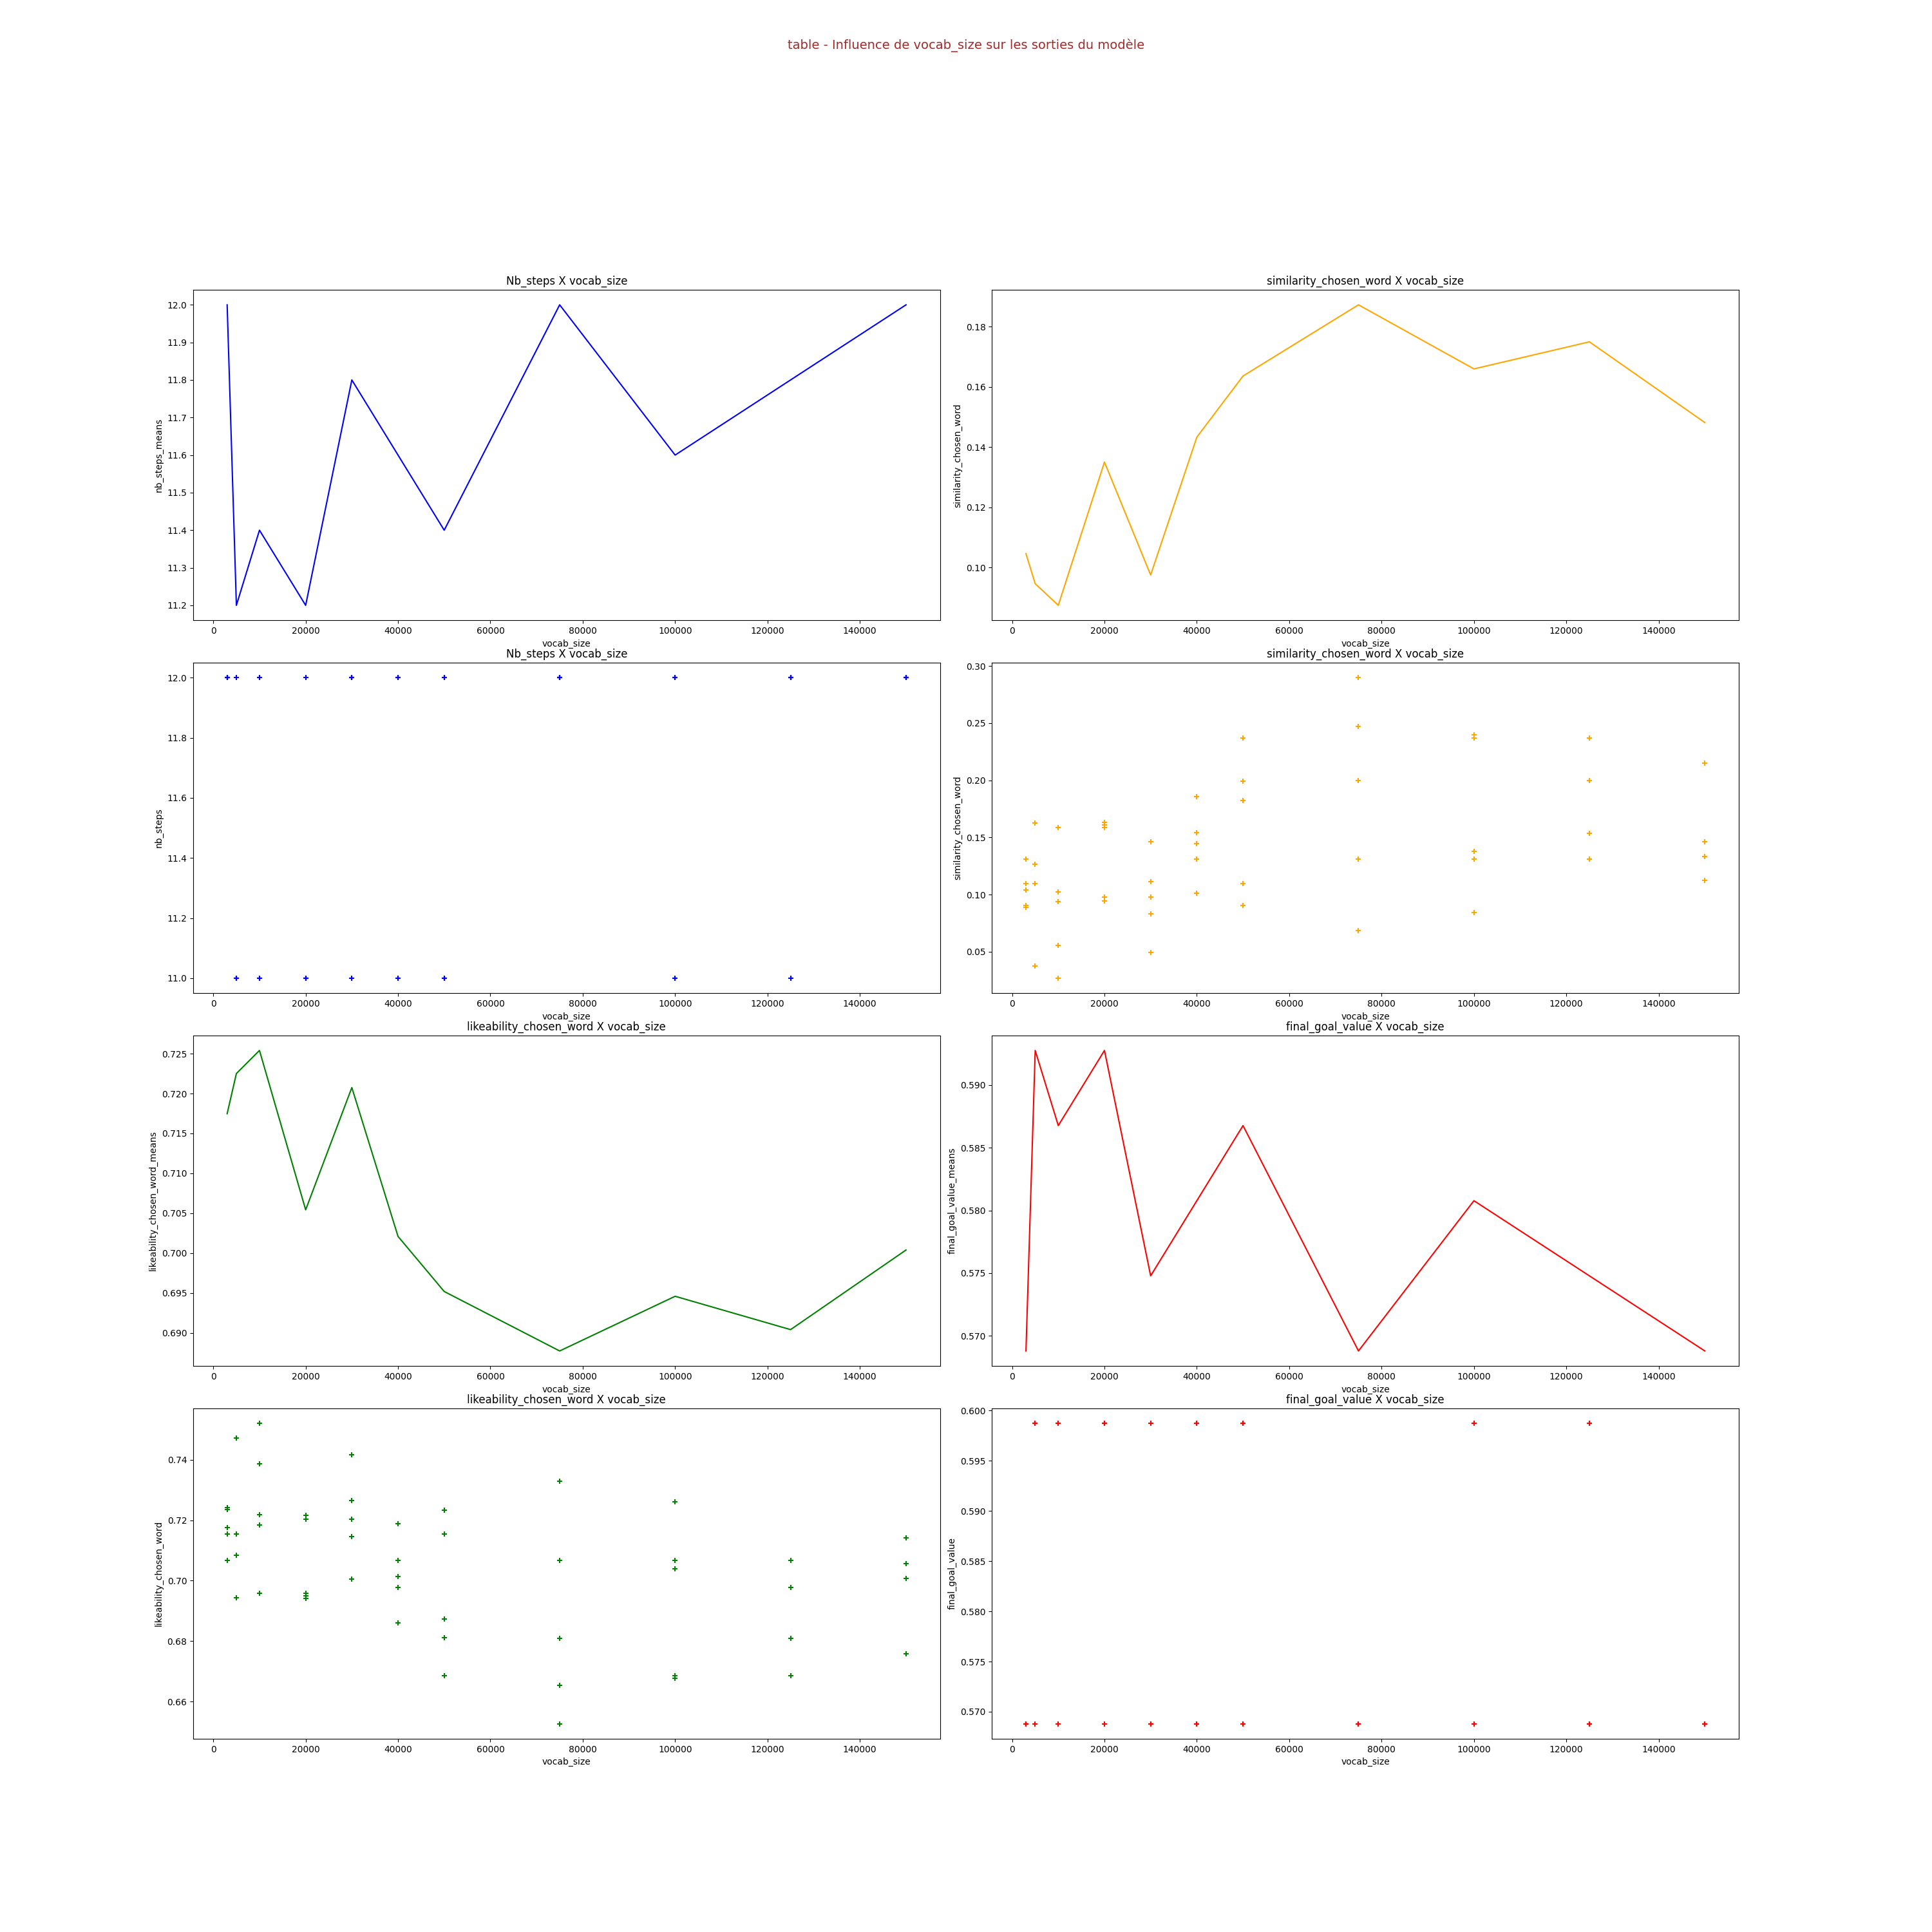 table - Influence de vocab_size sur les sorties du modèle
Nb_steps X vocab_size
12.0
11.9
11.8
11.7
11.6
11.5
11.4
11.3
11.2
nb_steps_means
0 20000 40000 60000 80000 100000 120000 140000
vocab_size
similarity_chosen_word X vocab_size
0.18
0.16
0.14
0.12
0.10
similarity_chosen_word
0 20000 40000 60000 80000 100000 120000 140000
vocab_size
Nb_steps X vocab_size
12.0
11.8
11.6
11.4
11.2
11.0
nb_steps
0 20000 40000 60000 80000 100000 120000 140000
vocab_size
similarity_chosen_word X vocab_size
0.30
0.25
0.20
0.15
0.10
0.05
similarity_chosen_word
0 20000 40000 60000 80000 100000 120000 140000
vocab_size
likeability_chosen_word X vocab_size
0.725
0.720
0.715
0.710
0.705
0.700
0.695
0.690
likeability_chosen_word_means
0 20000 40000 60000 80000 100000 120000 140000
vocab_size
final_goal_value X vocab_size
0.590
0.585
0.580
0.575
0.570
final_goal_value_means
0 20000 40000 60000 80000 100000 120000 140000
vocab_size
likeability_chosen_word X vocab_size
0.74
0.72
0.70
0.68
0.66
likeability_chosen_word
0 20000 40000 60000 80000 100000 120000 140000
vocab_size
final_goal_value X vocab_size
0.600
0.595
0.590
0.585
0.580
0.575
0.570
final_goal_value
0 20000 40000 60000 80000 100000 120000 140000
vocab_size